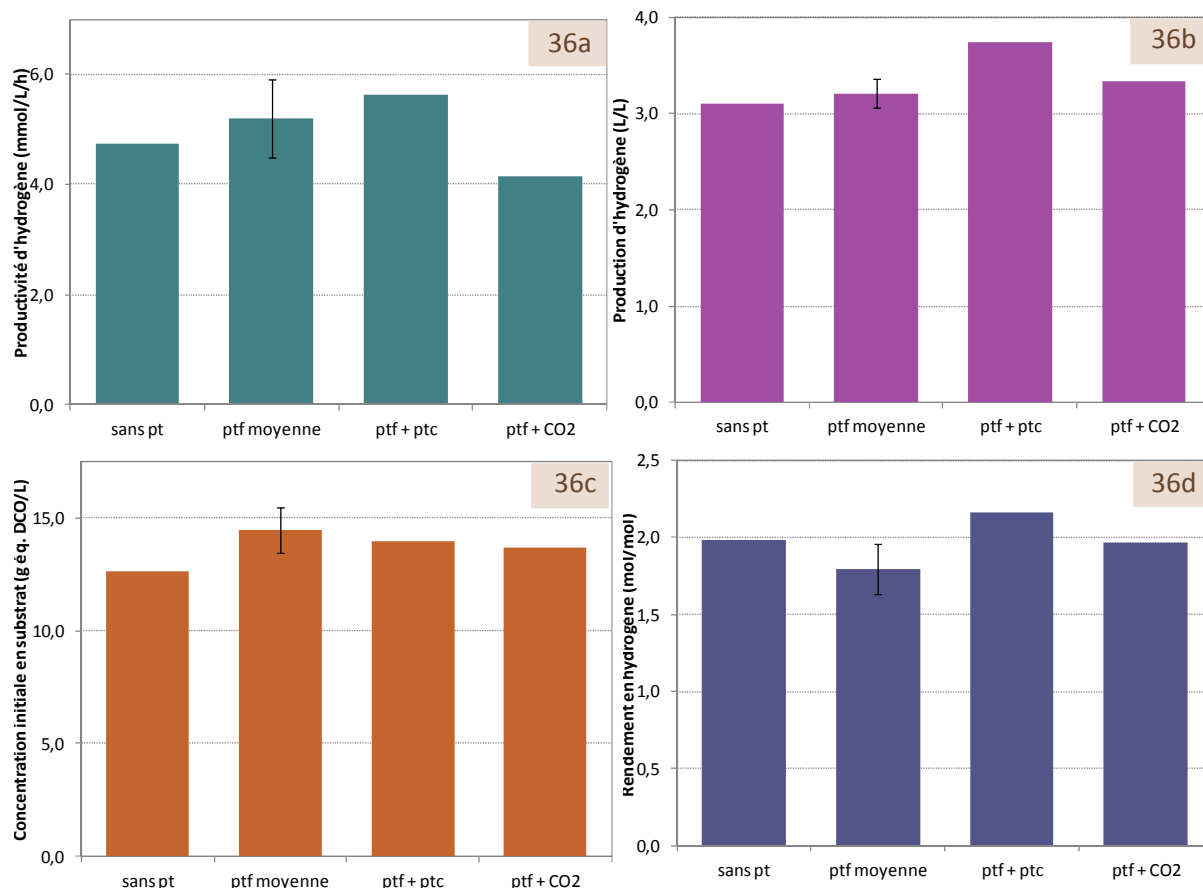 36a
Productivité d'hydrogène (mmol/L/h)
6,0
4,0
2,0
0,0
sans pt
ptf moyenne
ptf + ptc
ptf + CO2
36b
Production d'hydrogène (L/L)
4,0
3,0
2,0
1,0
0,0
sans pt
ptf moyenne
ptf + ptc
ptf + CO2
36c
Concentration initiale en substrat (g éq. DCO/L)
15,0
10,0
5,0
0,0
sans pt
ptf moyenne
ptf + ptc
ptf + CO2
36d
Rendement en hydrogène (mol/mol)
2,5
2,0
1,5
1,0
0,5
0,0
sans pt
ptf moyenne
ptf + ptc
ptf + CO2